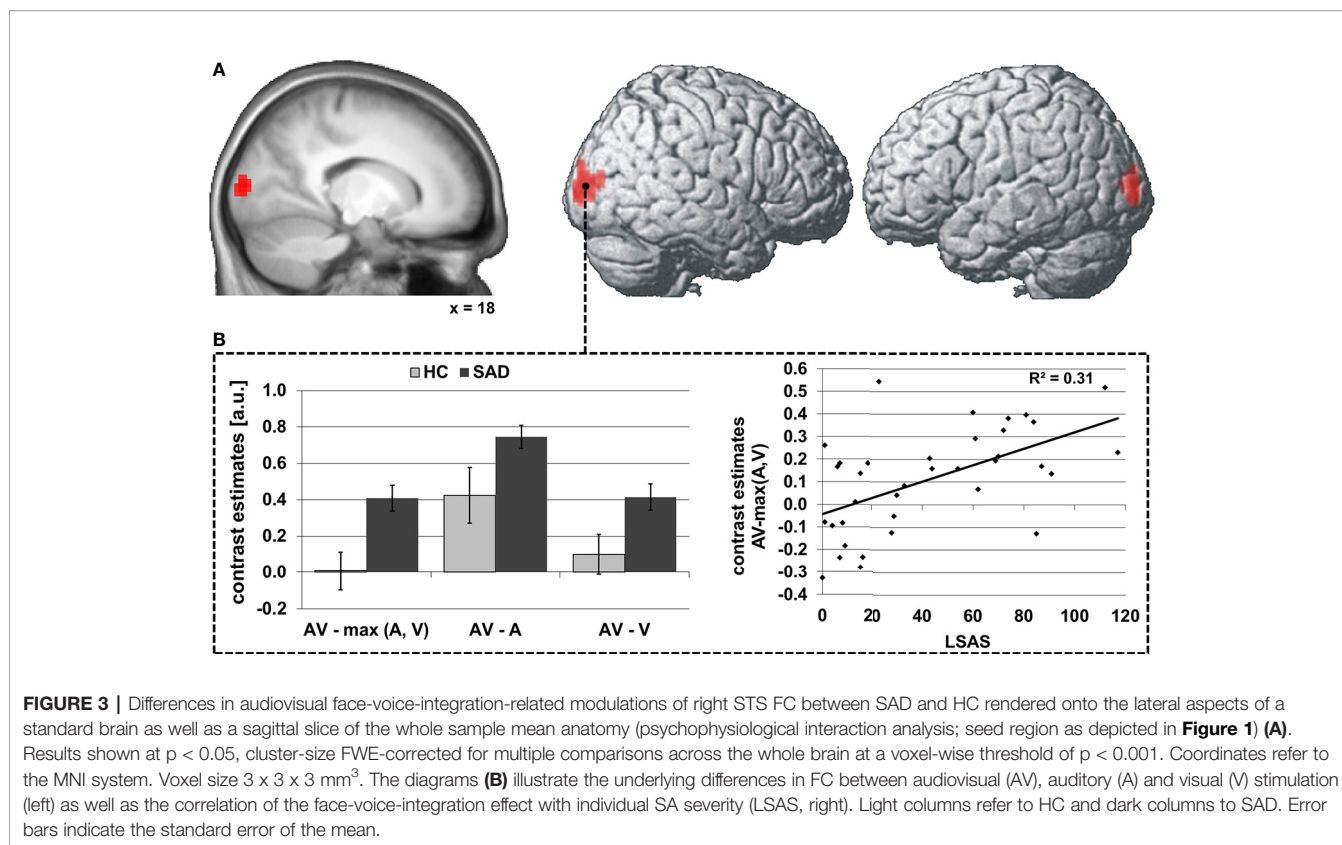 A
x = 18
B
HC SAD
contrast estimates [a.u.]
1.0
0.8
0.6
0.4
0.2
0.0
-0.2
AV - max (A, V) AV - A AV - V
R² = 0.31
contrast estimates
AV-max(A,V)
0.6
0.5
0.4
0.3
0.2
0.1
0.0
-0.1
-0.2
-0.3
-0.4
0 20 40 60 80 100 120
LSAS
FIGURE 3 | Differences in audiovisual face-voice-integration-related modulations of right STS FC between SAD and HC rendered onto the lateral aspects of a
standard brain as well as a sagittal slice of the whole sample mean anatomy (psychophysiological interaction analysis; seed region as depicted in Figure 1) (A).
Results shown at p < 0.05, cluster-size FWE-corrected for multiple comparisons across the whole brain at a voxel-wise threshold of p < 0.001. Coordinates refer to
the MNI system. Voxel size 3 x 3 x 3 mm³. The diagrams (B) illustrate the underlying differences in FC between audiovisual (AV), auditory (A) and visual (V) stimulation
(left) as well as the correlation of the face-voice-integration effect with individual SA severity (LSAS, right). Light columns refer to HC and dark columns to SAD. Error
bars indicate the standard error of the mean.